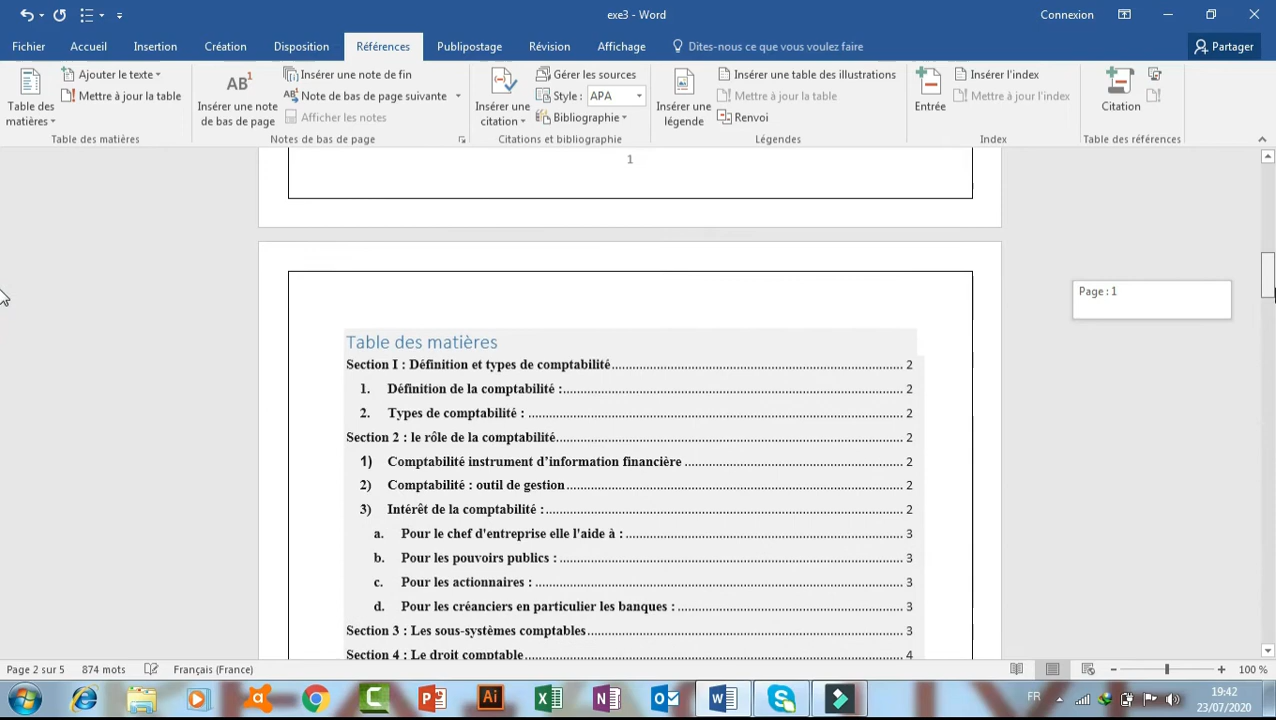 exe3 - Word
Connexion
Fichier Accueil Insertion Création Disposition Références Publipostage Révision Affichage Dites-nous ce que vous voulez faire Partager
Table des matières
Ajouter le texte
Mettre à jour la table
Table des matières
AB¹
Insérer une note de bas de page
Insérer une note de fin
Note de bas de page suivante
Afficher les notes
Notes de bas de page
Insérer une citation
Gérer les sources
Style : APA
Bibliographie
Citations et bibliographie
Insérer une légende
Insérer une table des illustrations
Mettre à jour la table
Renvoi
Légendes
Entrée
Insérer l'index
Mettre à jour l'index
Index
Citation
Table des références
1
Page : 1
Table des matières
Section I : Définition et types de comptabilité 2
1. Définition de la comptabilité : 2
2. Types de comptabilité : 2
Section 2 : le rôle de la comptabilité 2
1) Comptabilité instrument d’information financière 2
2) Comptabilité : outil de gestion 2
3) Intérêt de la comptabilité : 2
a. Pour le chef d'entreprise elle l'aide à : 3
b. Pour les pouvoirs publics : 3
c. Pour les actionnaires : 3
d. Pour les créanciers en particulier les banques : 3
Section 3 : Les sous-systèmes comptables 3
Section 4 : Le droit comptable 4
Page 2 sur 5 874 mots Français (France) 100 %
FR 19:42
23/07/2020